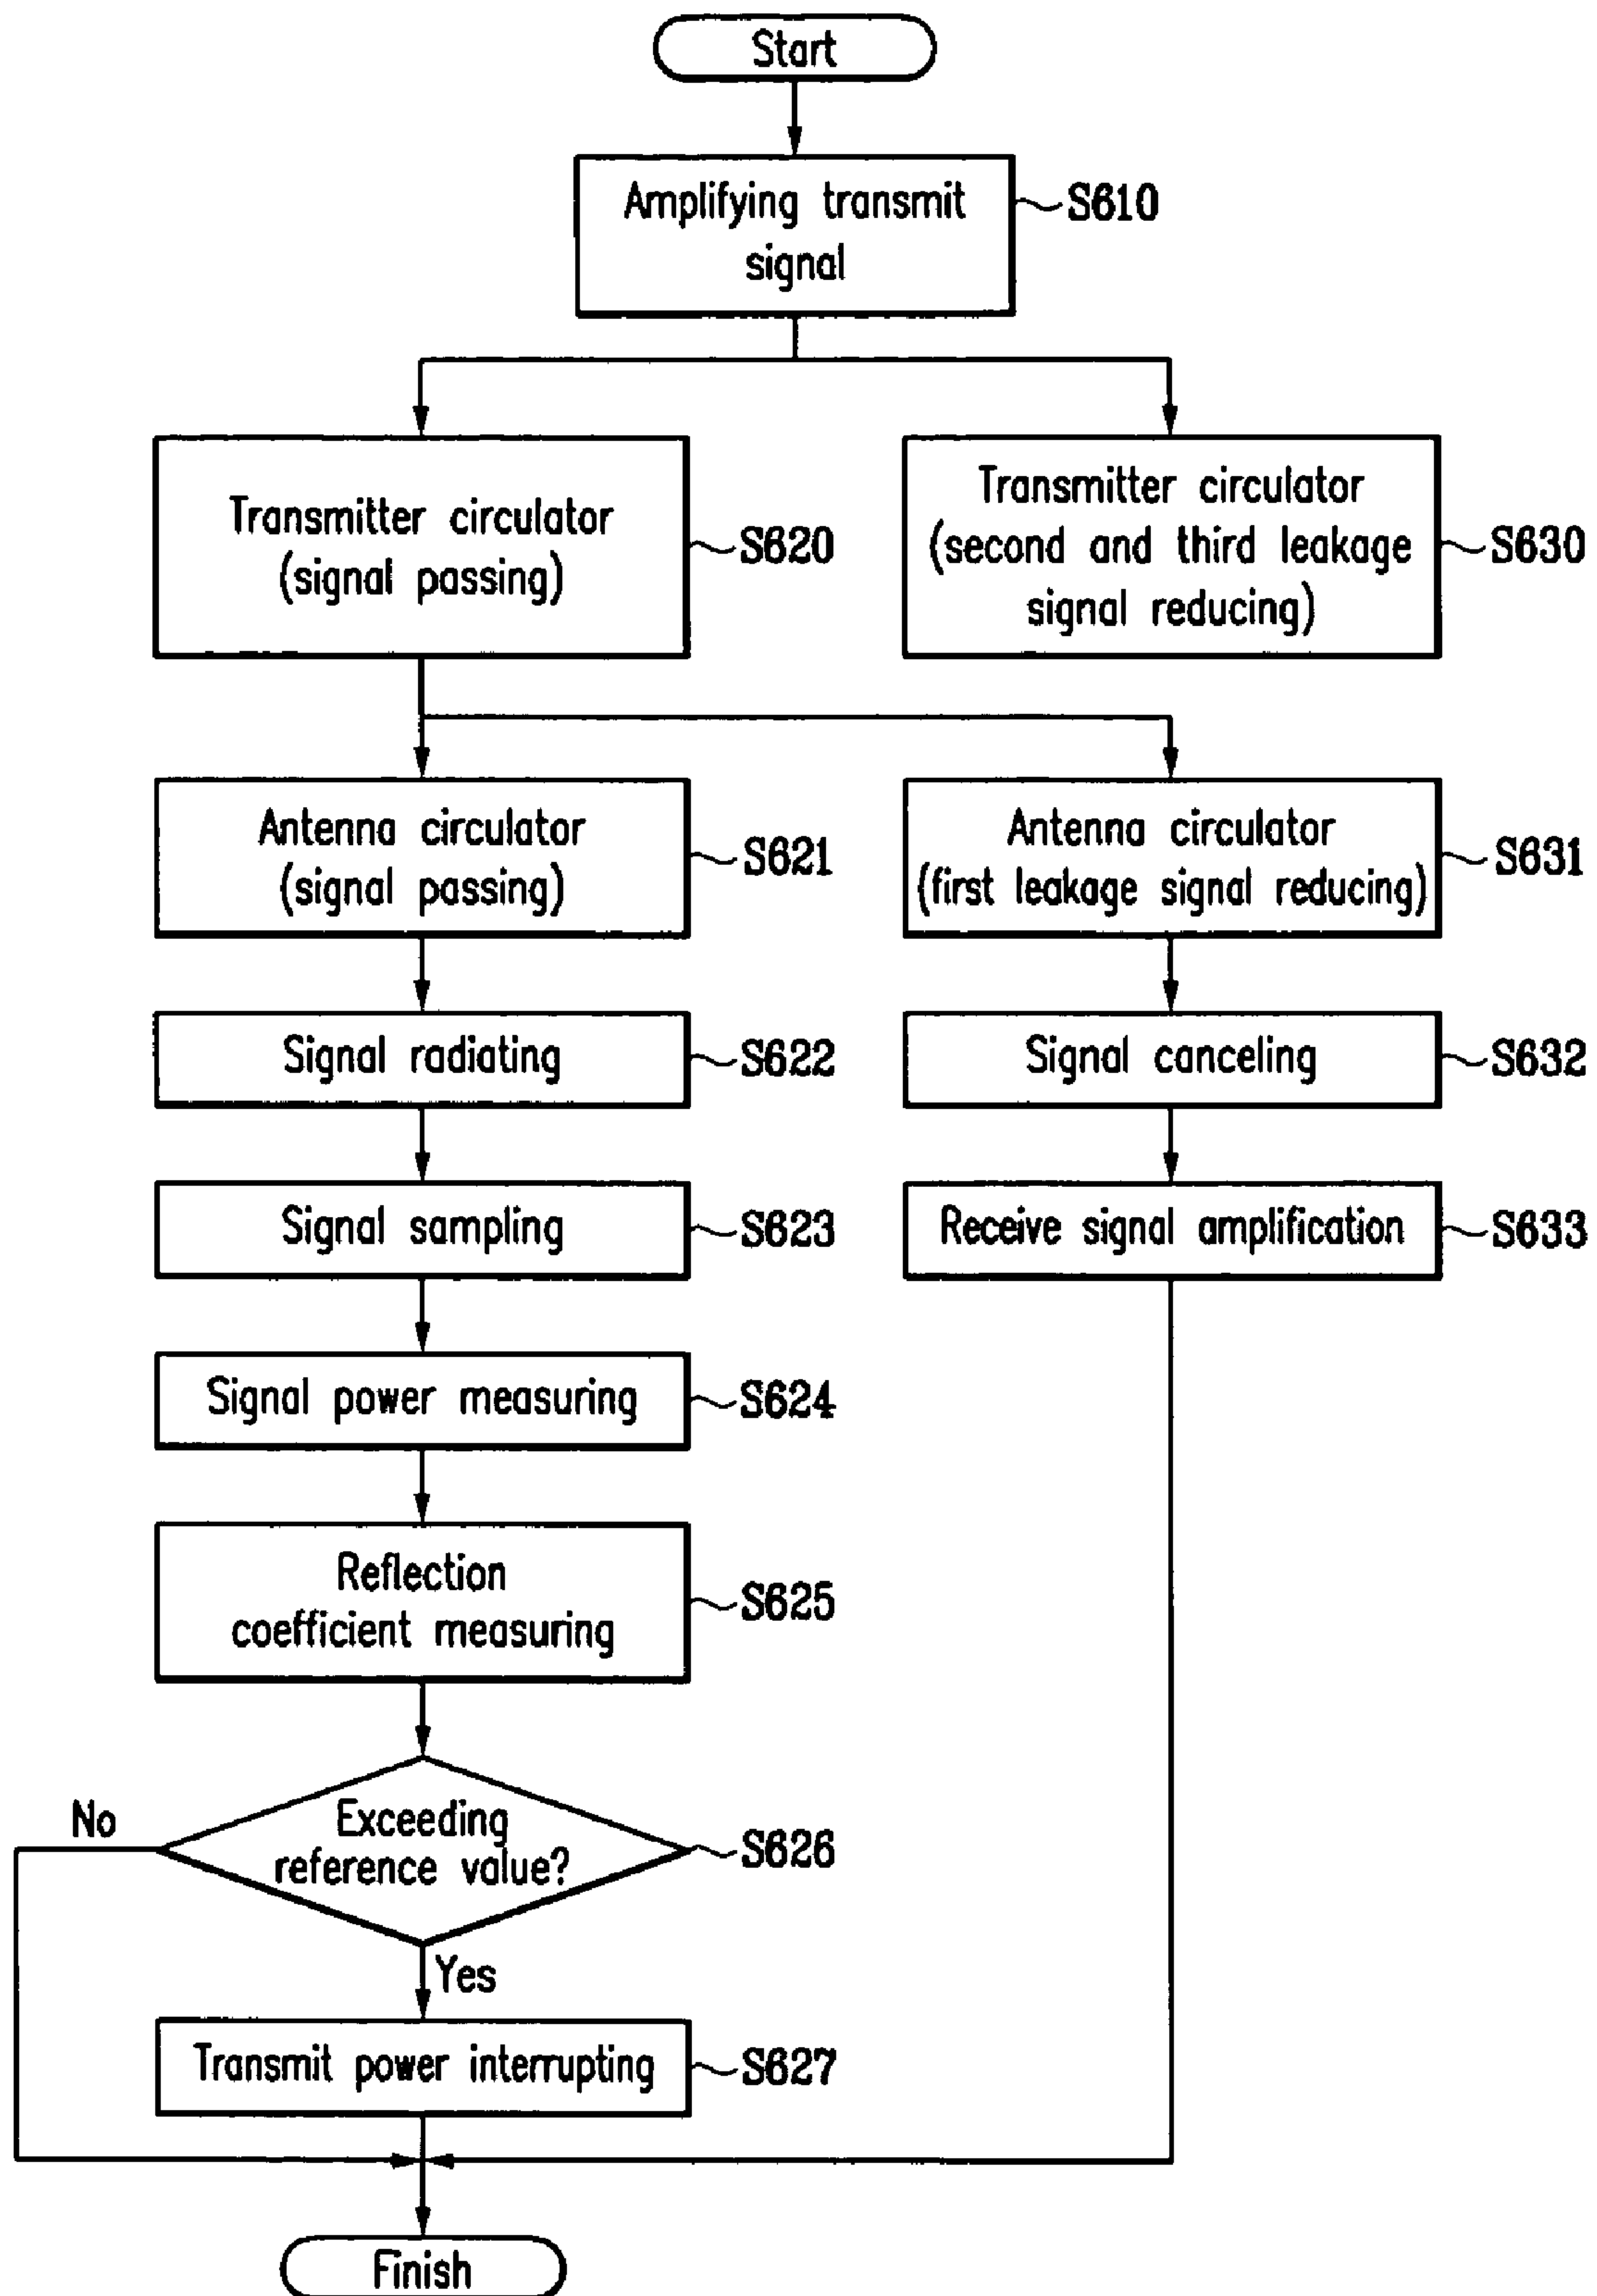 Start
Amplifying transmit
signal
S610
Transmitter circulator
(signal passing)
S620
Transmitter circulator
(second and third leakage
signal reducing)
S630
Antenna circulator
(signal passing)
S621
Antenna circulator
(first leakage signal reducing)
S631
Signal radiating
S622
Signal canceling
S632
Signal sampling
S623
Receive signal amplification
S633
Signal power measuring
S624
Reflection
coefficient measuring
S625
No
Exceeding
reference value?
S626
Yes
Transmit power interrupting
S627
Finish